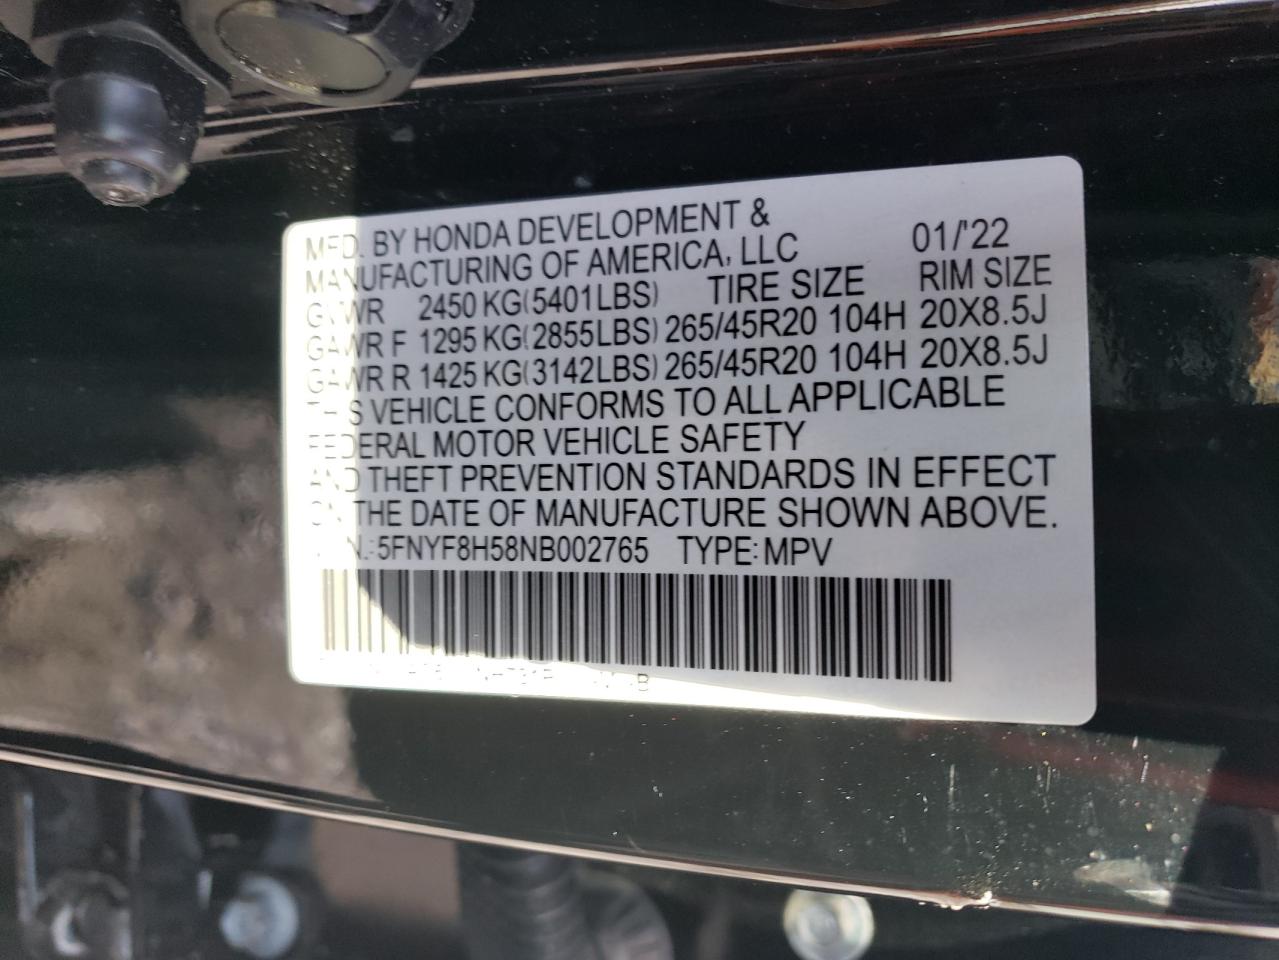 MFD. BY HONDA DEVELOPMENT &
MANUFACTURING OF AMERICA, LLC 01/'22
GVWR 2450 KG(5401LBS) TIRE SIZE RIM SIZE
GAWR F 1295 KG(2855LBS) 265/45R20 104H 20X8.5J
GAWR R 1425 KG(3142LBS) 265/45R20 104H 20X8.5J
THIS VEHICLE CONFORMS TO ALL APPLICABLE
FEDERAL MOTOR VEHICLE SAFETY
AND THEFT PREVENTION STANDARDS IN EFFECT
ON THE DATE OF MANUFACTURE SHOWN ABOVE.
V.I.N.:5FNYF8H58NB002765 TYPE:MPV